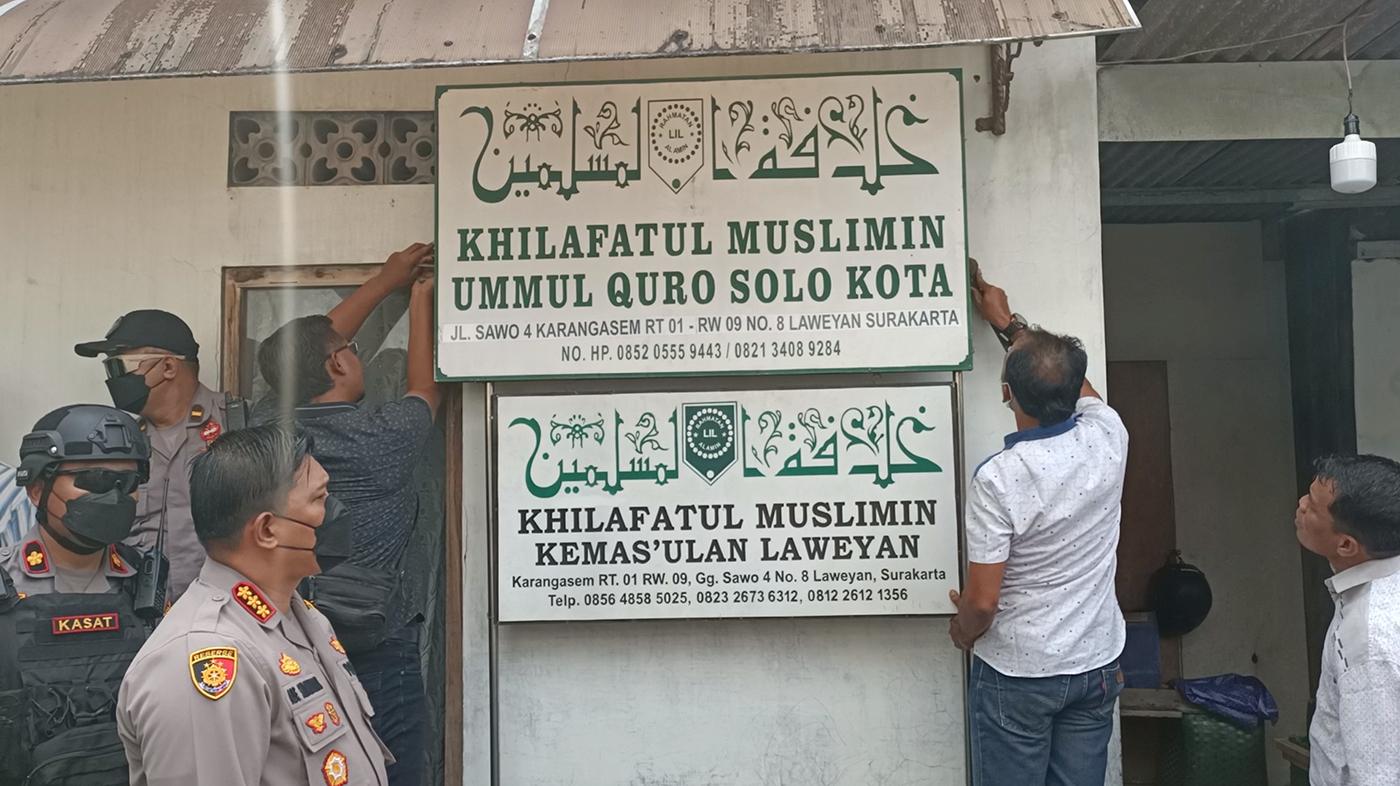 خلافة المسلمين
RAHMATAN
LIL
ALAMIN
KHILAFATUL MUSLIMIN
UMMUL QURO SOLO KOTA
JL. SAWO 4 KARANGASEM RT 01 - RW 09 NO. 8 LAWEYAN SURAKARTA
NO. HP. 0852 0555 9443 / 0821 3408 9284
خلافة المسلمين
RAHMATAN
LIL
ALAMIN
KHILAFATUL MUSLIMIN
KEMAS'ULAN LAWEYAN
Karangasem RT. 01 RW. 09, Gg. Sawo 4 No. 8 Laweyan, Surakarta
Telp. 0856 4858 5025, 0823 2673 6312, 0812 2612 1356
KASAT
RESERSE